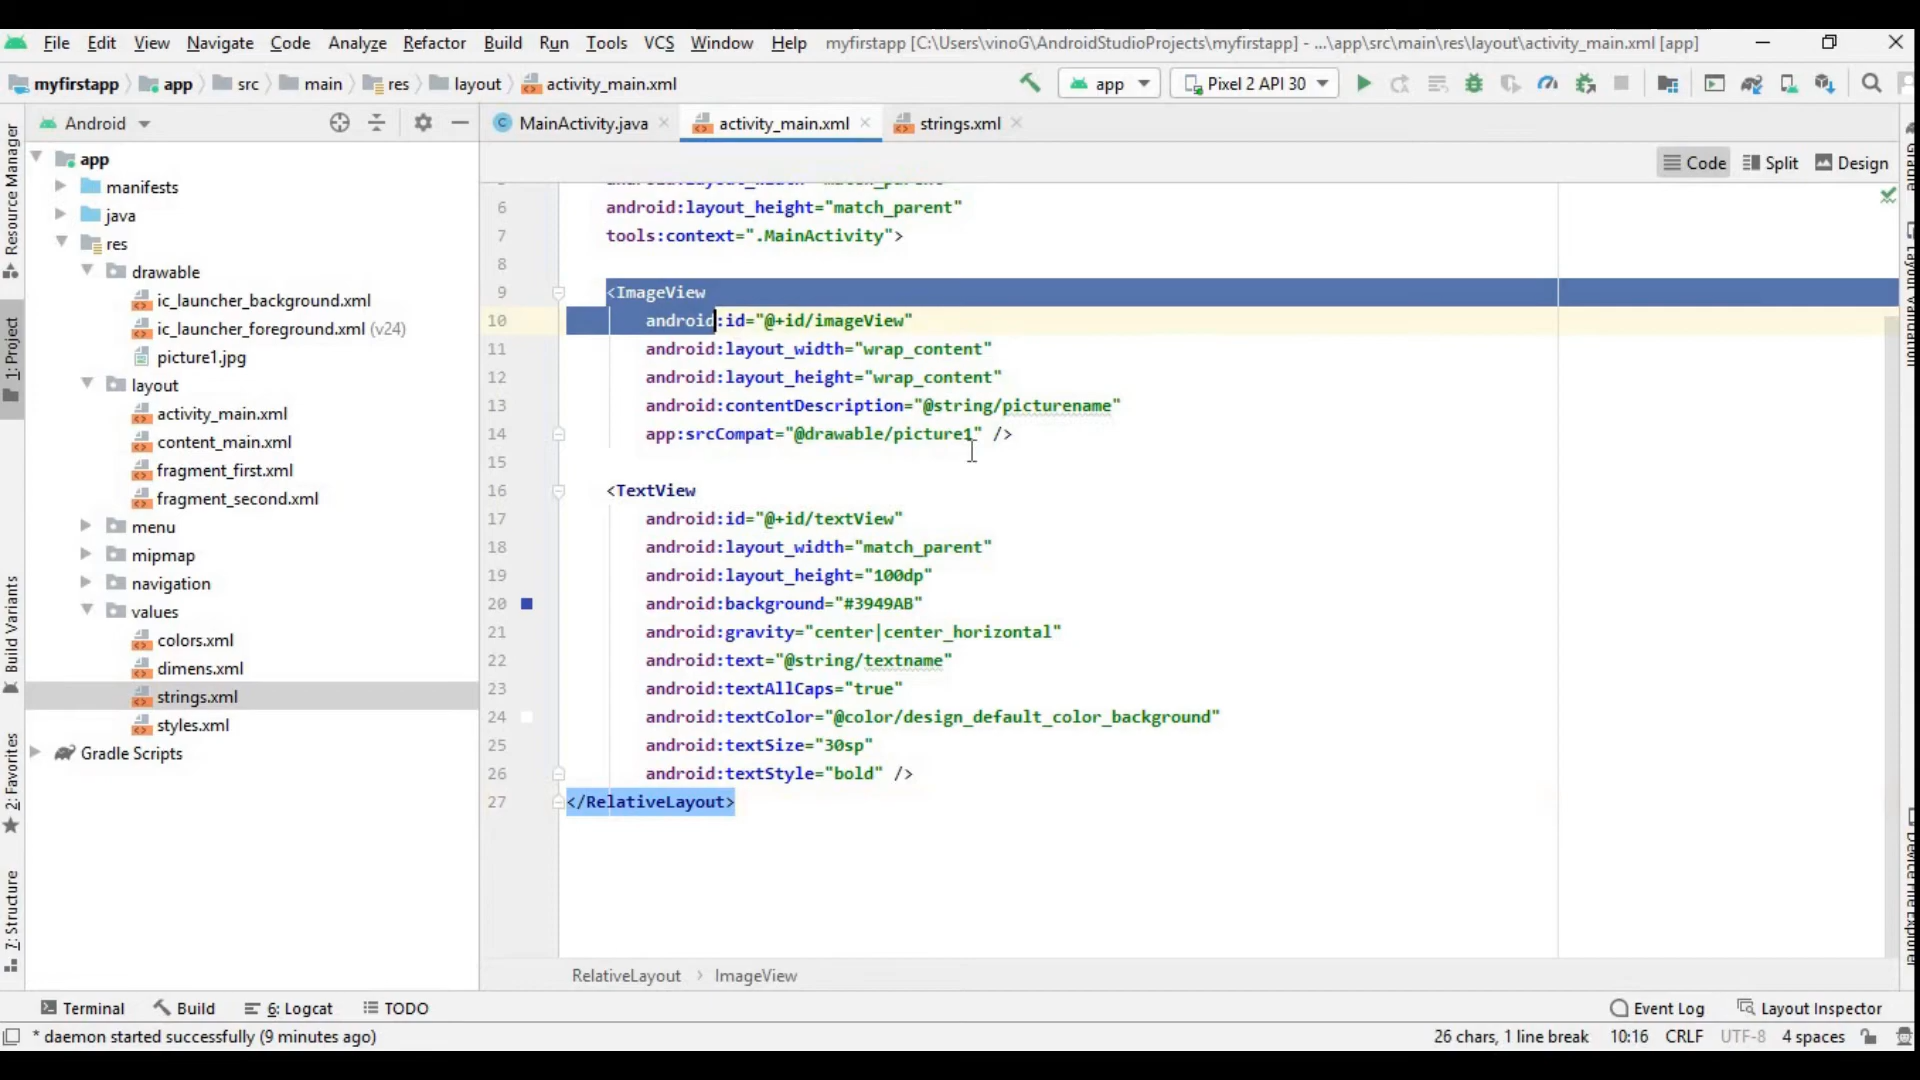 File Edit View Navigate Code Analyze Refactor Build Run Tools VCS Window Help myfirstapp [C:\Users\vinoG\AndroidStudioProjects\myfirstapp] - ...\app\src\main\res\layout\activity_main.xml [app]
myfirstapp app src main res layout activity_main.xml app Pixel 2 API 30
Android
MainActivity.java activity_main.xml strings.xml
Code Split Design
Resource Manager
1: Project
Build Variants
2: Favorites
7: Structure
app
manifests
java
res
drawable
ic_launcher_background.xml
ic_launcher_foreground.xml (v24)
picture1.jpg
layout
activity_main.xml
content_main.xml
fragment_first.xml
fragment_second.xml
menu
mipmap
navigation
values
colors.xml
dimens.xml
strings.xml
styles.xml
Gradle Scripts
6 android:layout_height="match_parent"
7 tools:context=".MainActivity">
8
9 <ImageView
10 android:id="@+id/imageView"
11 android:layout_width="wrap_content"
12 android:layout_height="wrap_content"
13 android:contentDescription="@string/picturename"
14 app:srcCompat="@drawable/picture1" />
15
16 <TextView
17 android:id="@+id/textView"
18 android:layout_width="match_parent"
19 android:layout_height="100dp"
20 android:background="#3949AB"
21 android:gravity="center|center_horizontal"
22 android:text="@string/textname"
23 android:textAllCaps="true"
24 android:textColor="@color/design_default_color_background"
25 android:textSize="30sp"
26 android:textStyle="bold" />
27 </RelativeLayout>
RelativeLayout › ImageView
Gradle
Layout Validation
Device File Explorer
Terminal Build 6: Logcat TODO Event Log Layout Inspector
* daemon started successfully (9 minutes ago) 26 chars, 1 line break 10:16 CRLF UTF-8 4 spaces